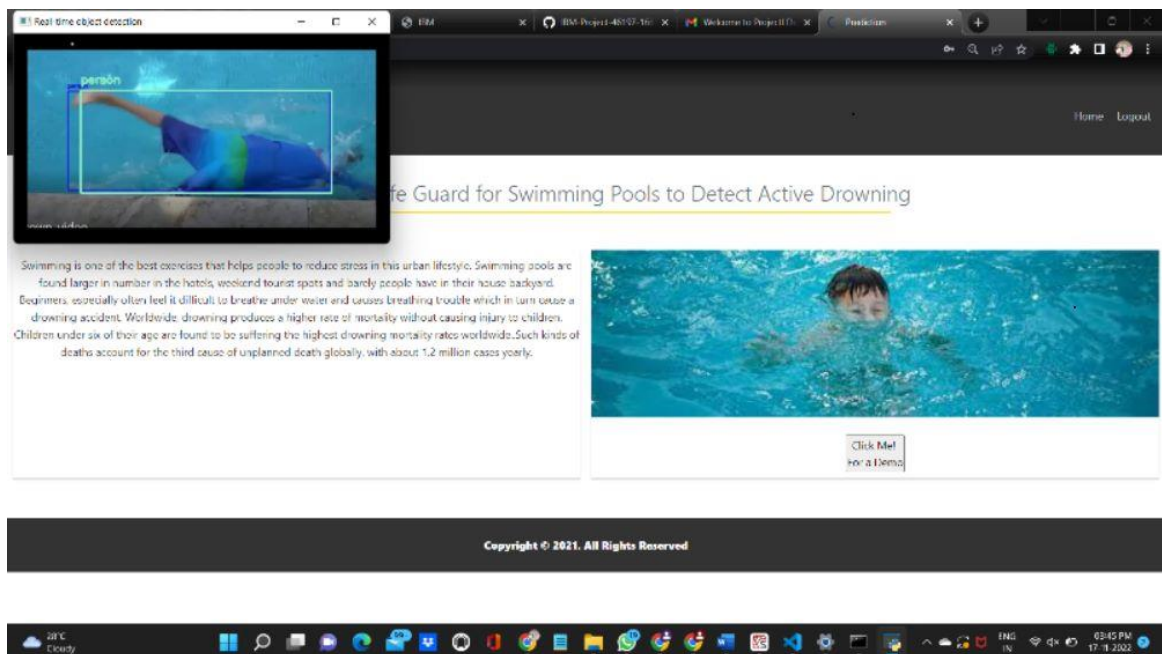 Real-time object detection
IBM
IBM-Project-46197-16
Welcome to Project D
Prediction
person
Home Logout
fe Guard for Swimming Pools to Detect Active Drowning
Swimming is one of the best exercises that helps people to reduce stress in this urban lifestyle. Swimming pools are
found larger in number in the hotels, weekend tourist spots and barely people have in their house backyard.
Beginners, especially often feel it difficult to breathe under water and causes breathing trouble which in turn cause a
drowning accident. Worldwide, drowning produces a higher rate of mortality without causing injury to children.
Children under six of their age are found to be suffering the highest drowning mortality rates worldwide.Such kinds of
deaths account for the third cause of unplanned death globally, with about 1.2 million cases yearly.
Click Me!
For a Demo
Copyright © 2021. All Rights Reserved
28°C
Cloudy
ENG
IN
03:45 PM
17-11-2022